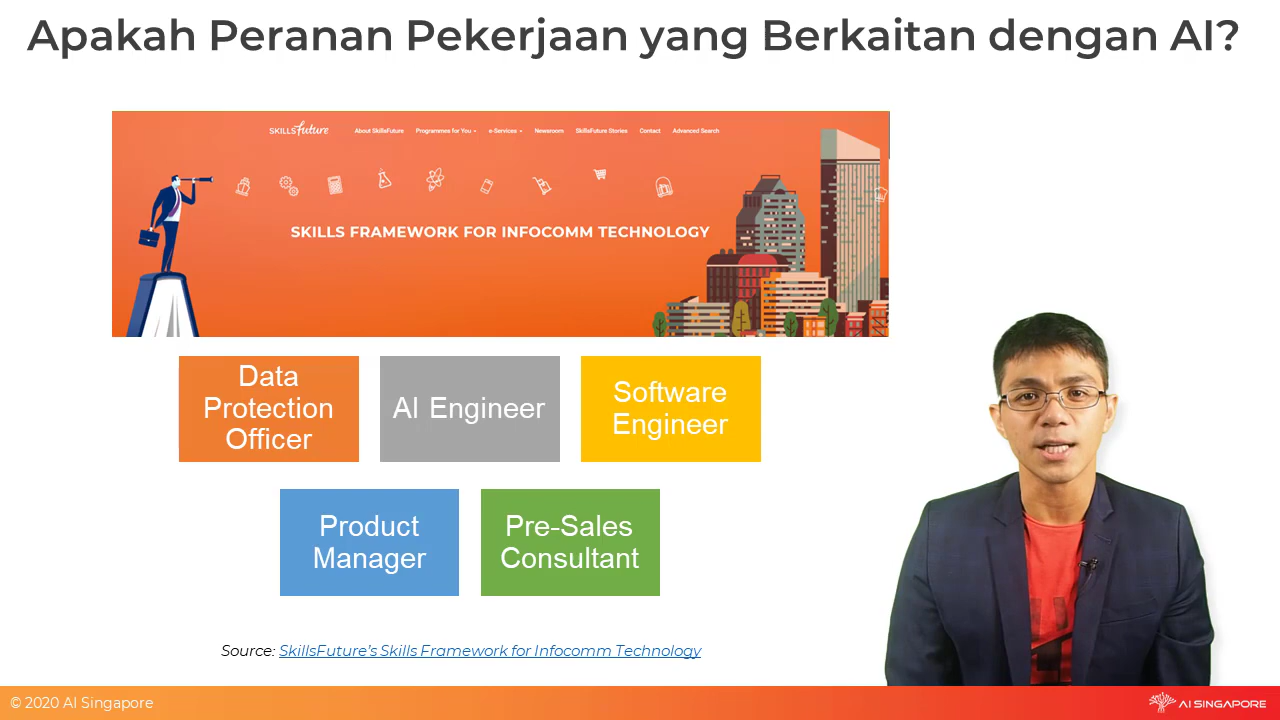 Apakah Peranan Pekerjaan yang Berkaitan dengan AI?
SKILLSfuture About SkillsFuture Programmes for You e-Services Newsroom SkillsFuture Stories Contact Advanced Search
SKILLS FRAMEWORK FOR INFOCOMM TECHNOLOGY
Data
Protection
Officer
AI Engineer
Software
Engineer
Product
Manager
Pre-Sales
Consultant
Source: SkillsFuture's Skills Framework for Infocomm Technology
© 2020 AI Singapore
AI SINGAPORE